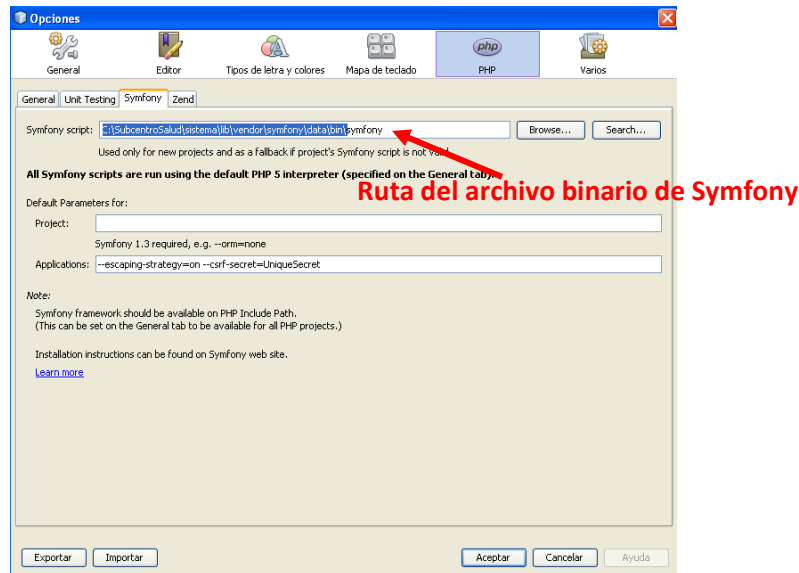 Opciones
General Editor Tipos de letra y colores Mapa de teclado PHP Varios
General Unit Testing Symfony Zend
Symfony script: C:\SubcentroSalud\sistema\lib\vendor\symfony\data\bin\symfony Browse... Search...
Used only for new projects and as a fallback if project's Symfony script is not valid
All Symfony scripts are run using the default PHP 5 interpreter (specified on the General tab).
Ruta del archivo binario de Symfony
Default Parameters for:
Project:
Symfony 1.3 required, e.g. --orm=none
Applications: --escaping-strategy=on --csrf-secret=UniqueSecret
Note:
Symfony framework should be available on PHP Include Path.
(This can be set on the General tab to be available for all PHP projects.)
Installation instructions can be found on Symfony web site.
Learn more
Exportar Importar Aceptar Cancelar Ayuda